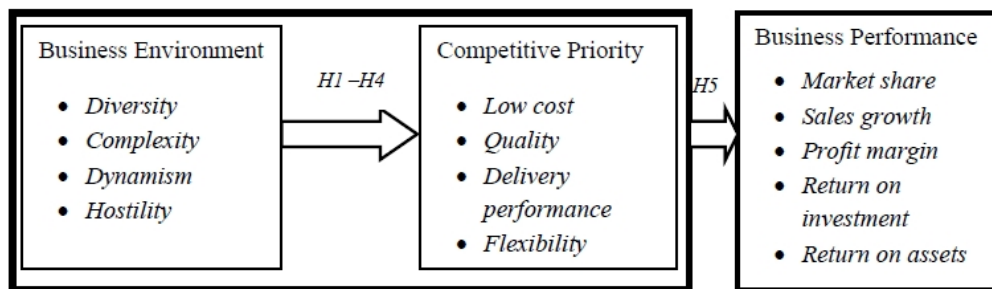 Business Environment
• Diversity
• Complexity
• Dynamism
• Hostility
H1 –H4
Competitive Priority
• Low cost
• Quality
• Delivery
performance
• Flexibility
H5
Business Performance
• Market share
• Sales growth
• Profit margin
• Return on
investment
• Return on assets